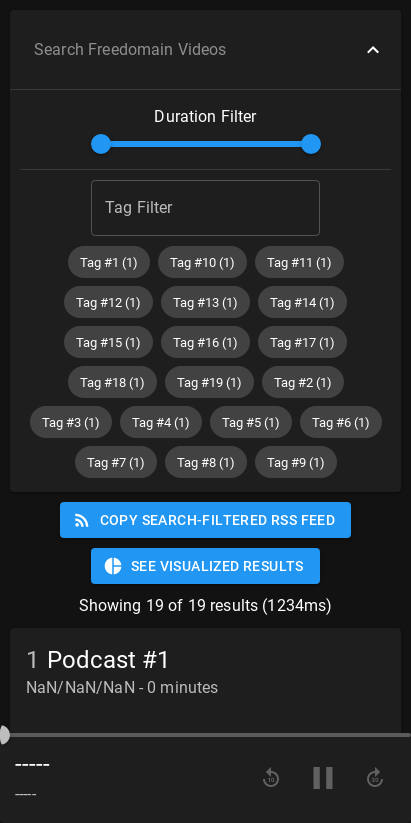 Search Freedomain Videos
Duration Filter
Tag Filter
Tag #1 (1) Tag #10 (1) Tag #11 (1)
Tag #12 (1) Tag #13 (1) Tag #14 (1)
Tag #15 (1) Tag #16 (1) Tag #17 (1)
Tag #18 (1) Tag #19 (1) Tag #2 (1)
Tag #3 (1) Tag #4 (1) Tag #5 (1) Tag #6 (1)
Tag #7 (1) Tag #8 (1) Tag #9 (1)
COPY SEARCH-FILTERED RSS FEED
SEE VISUALIZED RESULTS
Showing 19 of 19 results (1234ms)
1 Podcast #1
NaN/NaN/NaN - 0 minutes
-----
10 30
-----